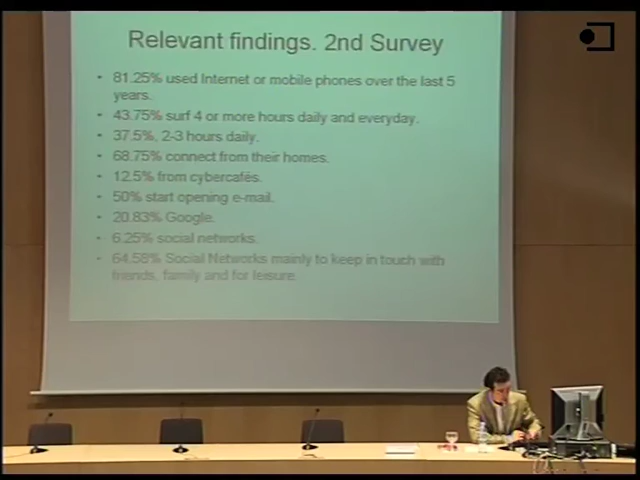 Relevant findings. 2nd Survey
• 81.25% used Internet or mobile phones over the last 5
years.
• 43.75% surf 4 or more hours daily and everyday.
• 37.5%, 2-3 hours daily.
• 68.75% connect from their homes.
• 12.5% from cybercafés.
• 50% start opening e-mail.
• 20.83% Google.
• 6.25% social networks.
• 64.58% Social Networks mainly to keep in touch with
friends, family and for leisure.